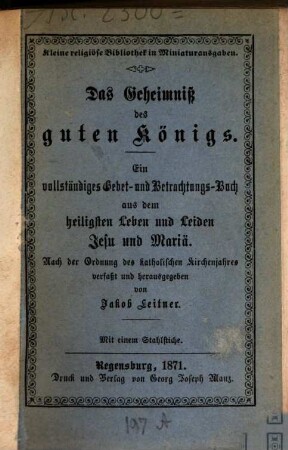 Kleine religiöse Bibliothek in Miniaturausgaben.
Das Geheimniß
des
guten Königs.
Ein
vollständiges Gebet-und Betrachtungs-Buch
aus dem
heiligsten Leben und Leiden
Jesu und Mariä.
Nach der Ordnung des katholischen Kirchenjahres
verfaßt und herausgegeben
von
Jakob Leitner.
Mit einem Stahlstiche.
Regensburg, 1871.
Druck und Verlag von Georg Joseph Manz.
197 A